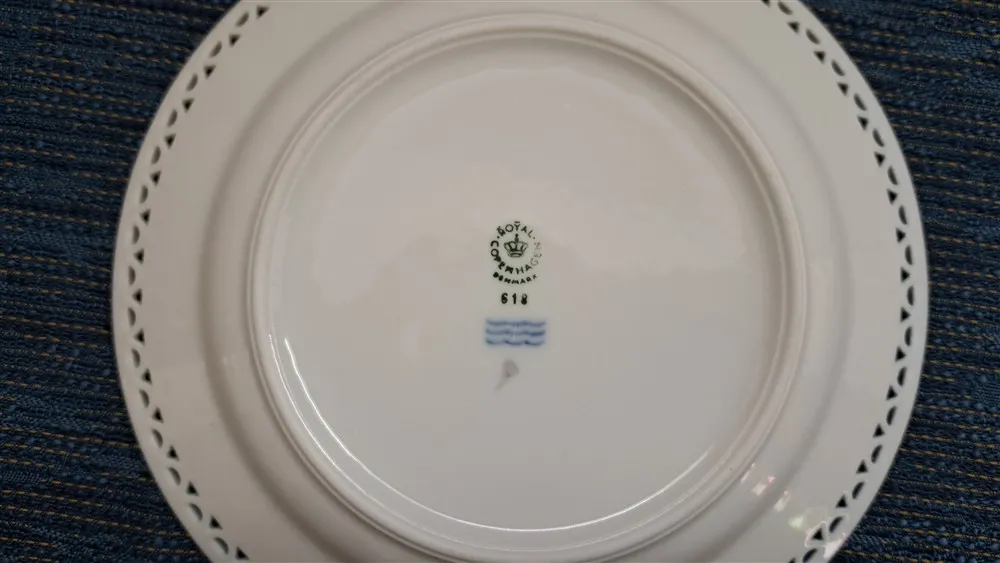 ROYAL
COPENHAGEN
DENMARK
618